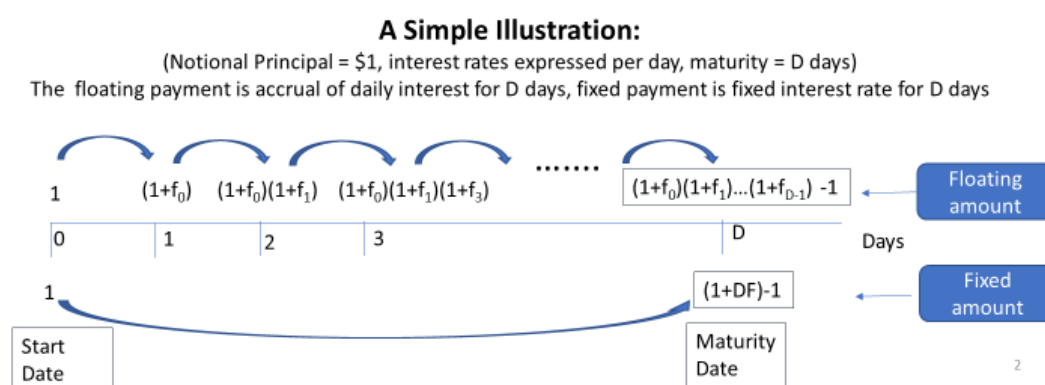 A Simple Illustration:
(Notional Principal = $1, interest rates expressed per day, maturity = D days)
The floating payment is accrual of daily interest for D days, fixed payment is fixed interest rate for D days
.......
1 (1+f₀) (1+f₀)(1+f₁) (1+f₀)(1+f₁)(1+f₃) (1+f₀)(1+f₁)...(1+f_D-1) -1
Floating
amount
0 1 2 3 D Days
1 (1+DF)-1
Fixed
amount
Start
Date
Maturity
Date
2